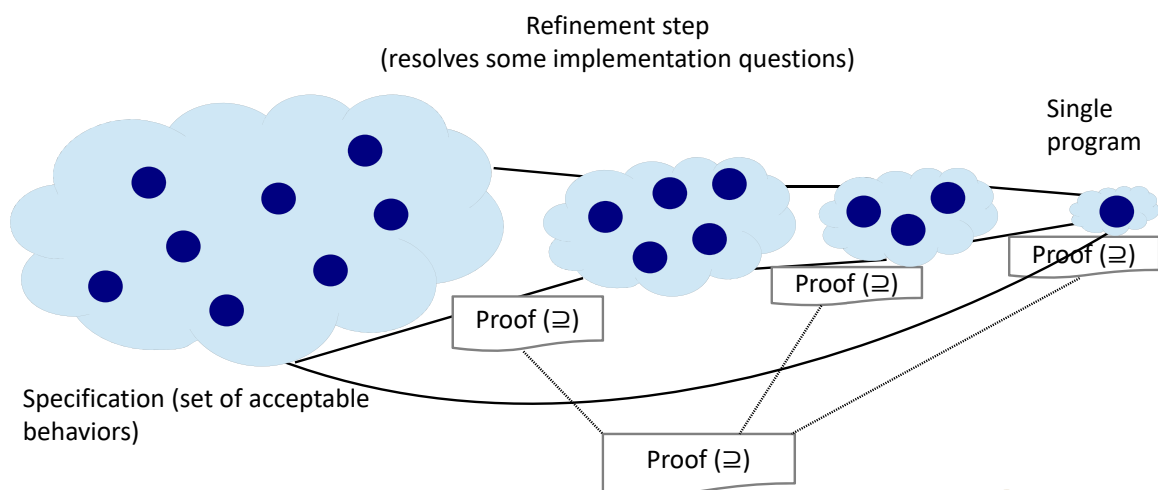 Refinement step
(resolves some implementation questions)
Single
program
Proof (⊇)
Proof (⊇)
Proof (⊇)
Specification (set of acceptable
behaviors)
Proof (⊇)